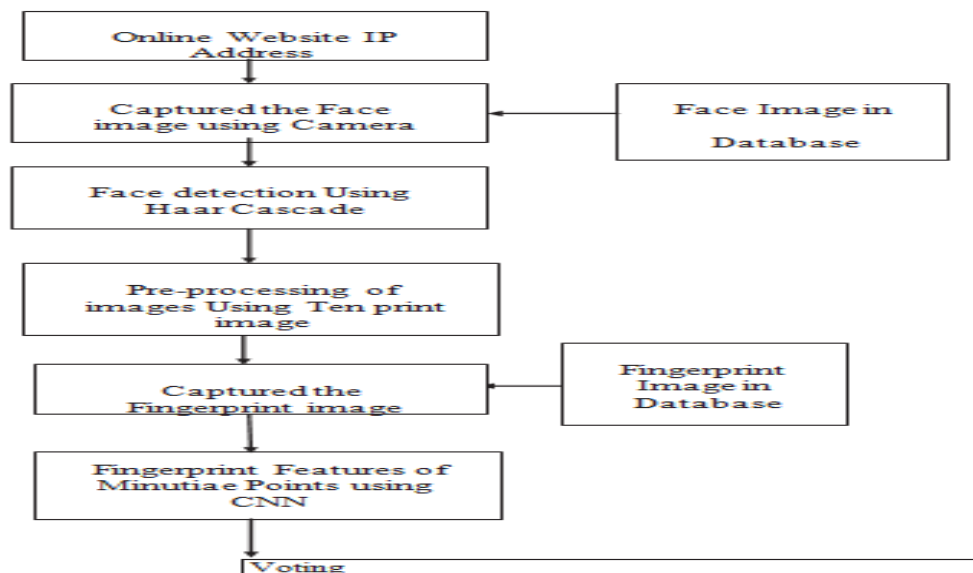 Online Website IP
Address
Captured the Face
image using Camera
Face Image in
Database
Face detection Using
Haar Cascade
Pre-processing of
images Using Ten print
image
Captured the
Fingerprint image
Fingerprint
Image in
Database
Fingerprint Features of
Minutiae Points using
CNN
Voting